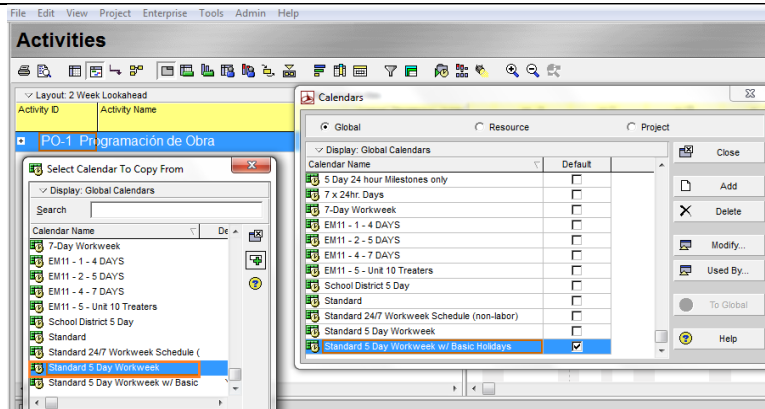 File Edit View Project Enterprise Tools Admin Help
Activities
Layout: 2 Week Lookahead
Activity ID Activity Name
PO-1 Programación de Obra
Select Calendar To Copy From
Display: Global Calendars
Search
Calendar Name De
7-Day Workweek
EM11 - 1 - 4 DAYS
EM11 - 2 - 5 DAYS
EM11 - 4 - 7 DAYS
EM11 - 5 - Unit 10 Treaters
School District 5 Day
Standard
Standard 24/7 Workweek Schedule (
Standard 5 Day Workweek
Standard 5 Day Workweek w/ Basic
Calendars
Global Resource Project
Display: Global Calendars
Calendar Name Default
5 Day 24 hour Milestones only
7 x 24hr. Days
7-Day Workweek
EM11 - 1 - 4 DAYS
EM11 - 2 - 5 DAYS
EM11 - 4 - 7 DAYS
EM11 - 5 - Unit 10 Treaters
School District 5 Day
Standard
Standard 24/7 Workweek Schedule (non-labor)
Standard 5 Day Workweek
Standard 5 Day Workweek w/ Basic Holidays
Close
Add
Delete
Modify...
Used By...
To Global
Help